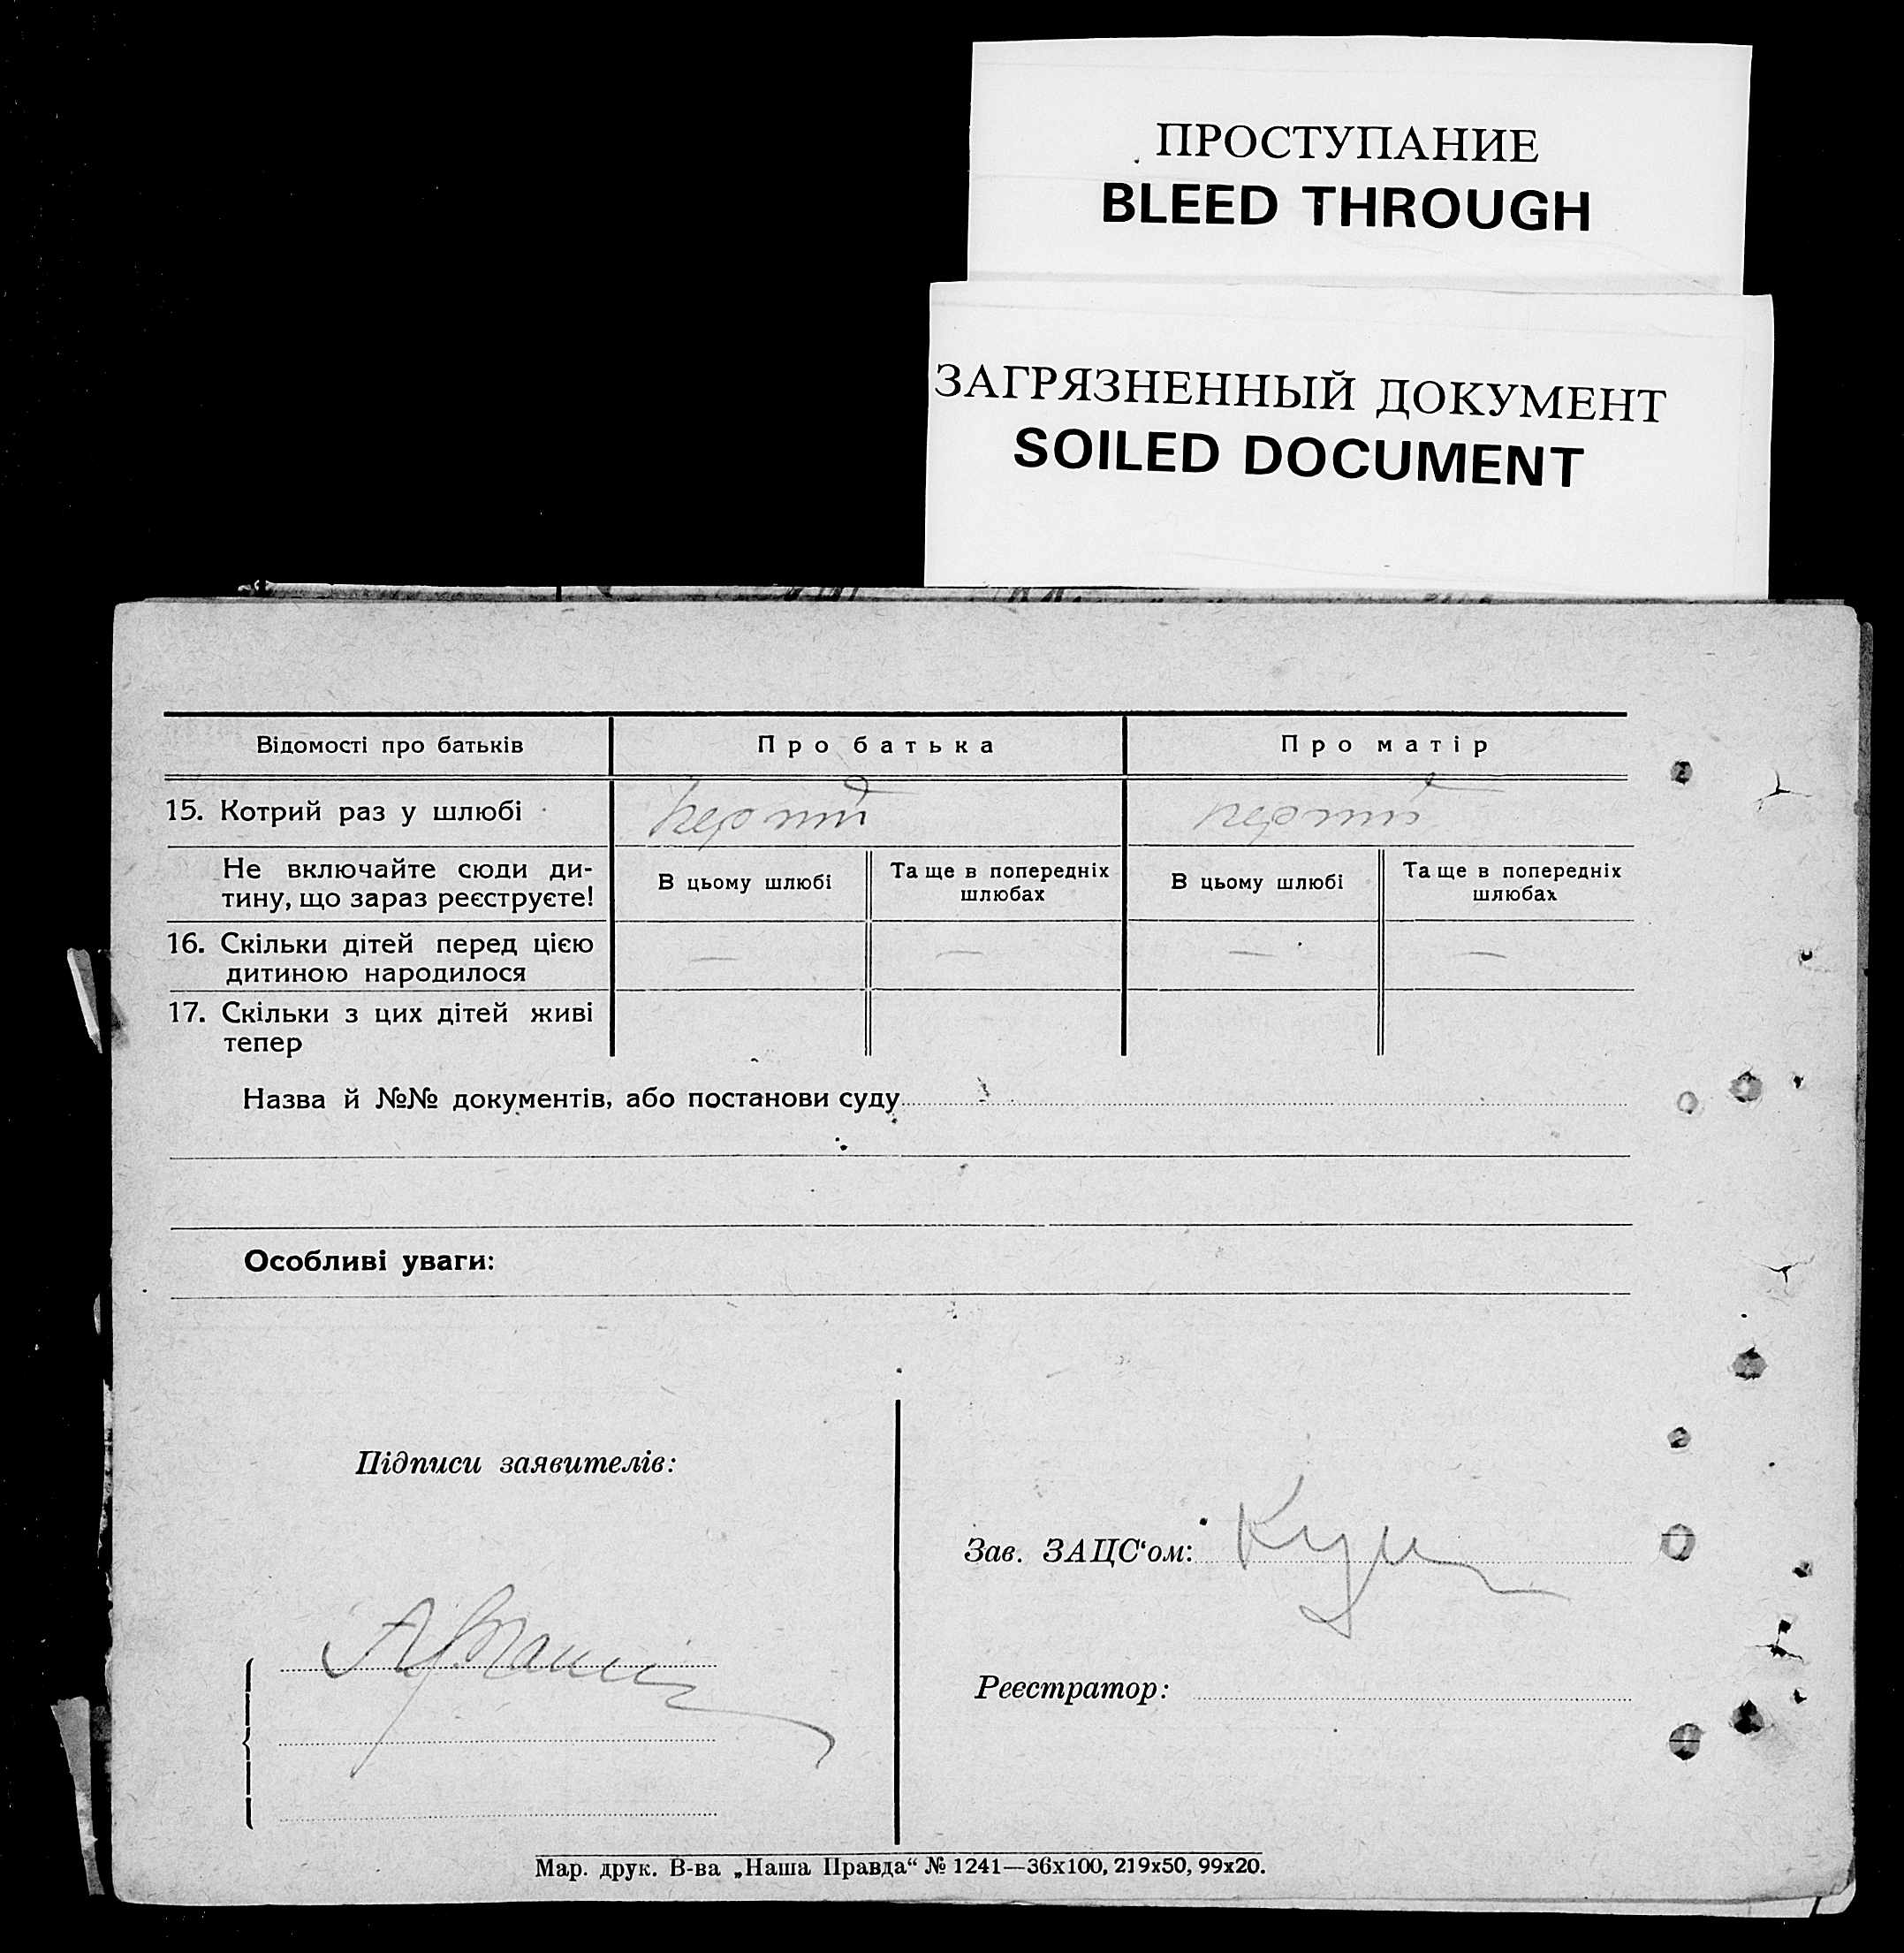 ПРОСТУПАНИЕ
BLEED THROUGH
ЗАГРЯЗНЕННЫЙ ДОКУМЕНТ
SOILED DOCUMENT
Відомості про батьків Про батька Про матір
15. Котрий раз у шлюбі перший перший
Не включайте сюди ди-
тину, що зараз реєструєте!
В цьому шлюбі
Та ще в попередніх
шлюбах
В цьому шлюбі
Та ще в попередніх
шлюбах
16. Скільки дітей перед цією — — — —
дитиною народилося
17. Скільки з цих дітей живі
тепер
Назва й №№ документів, або постанови суду
Особливі уваги:
Підписи заявителів:
Зав. ЗАЦС‘ом:
Реєстратор:
Мар. друк. В-ва „Наша Правда“ № 1241—36х100, 219х50, 99х20.